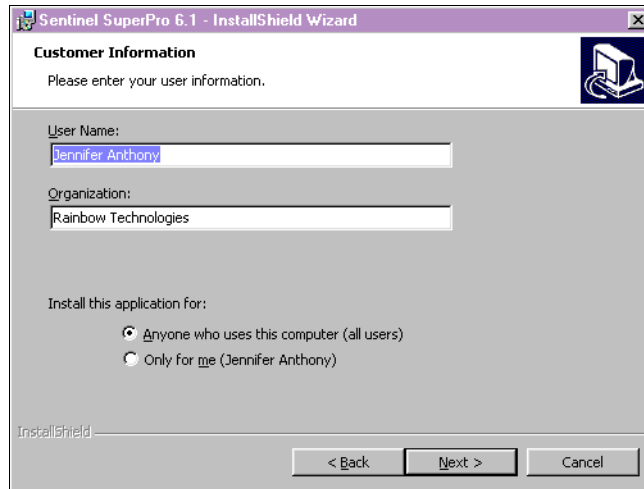 Sentinel SuperPro 6.1 - InstallShield Wizard
Customer Information
Please enter your user information.
User Name:
Jennifer Anthony
Organization:
Rainbow Technologies
Install this application for:
Anyone who uses this computer (all users)
Only for me (Jennifer Anthony)
InstallShield
< Back Next > Cancel